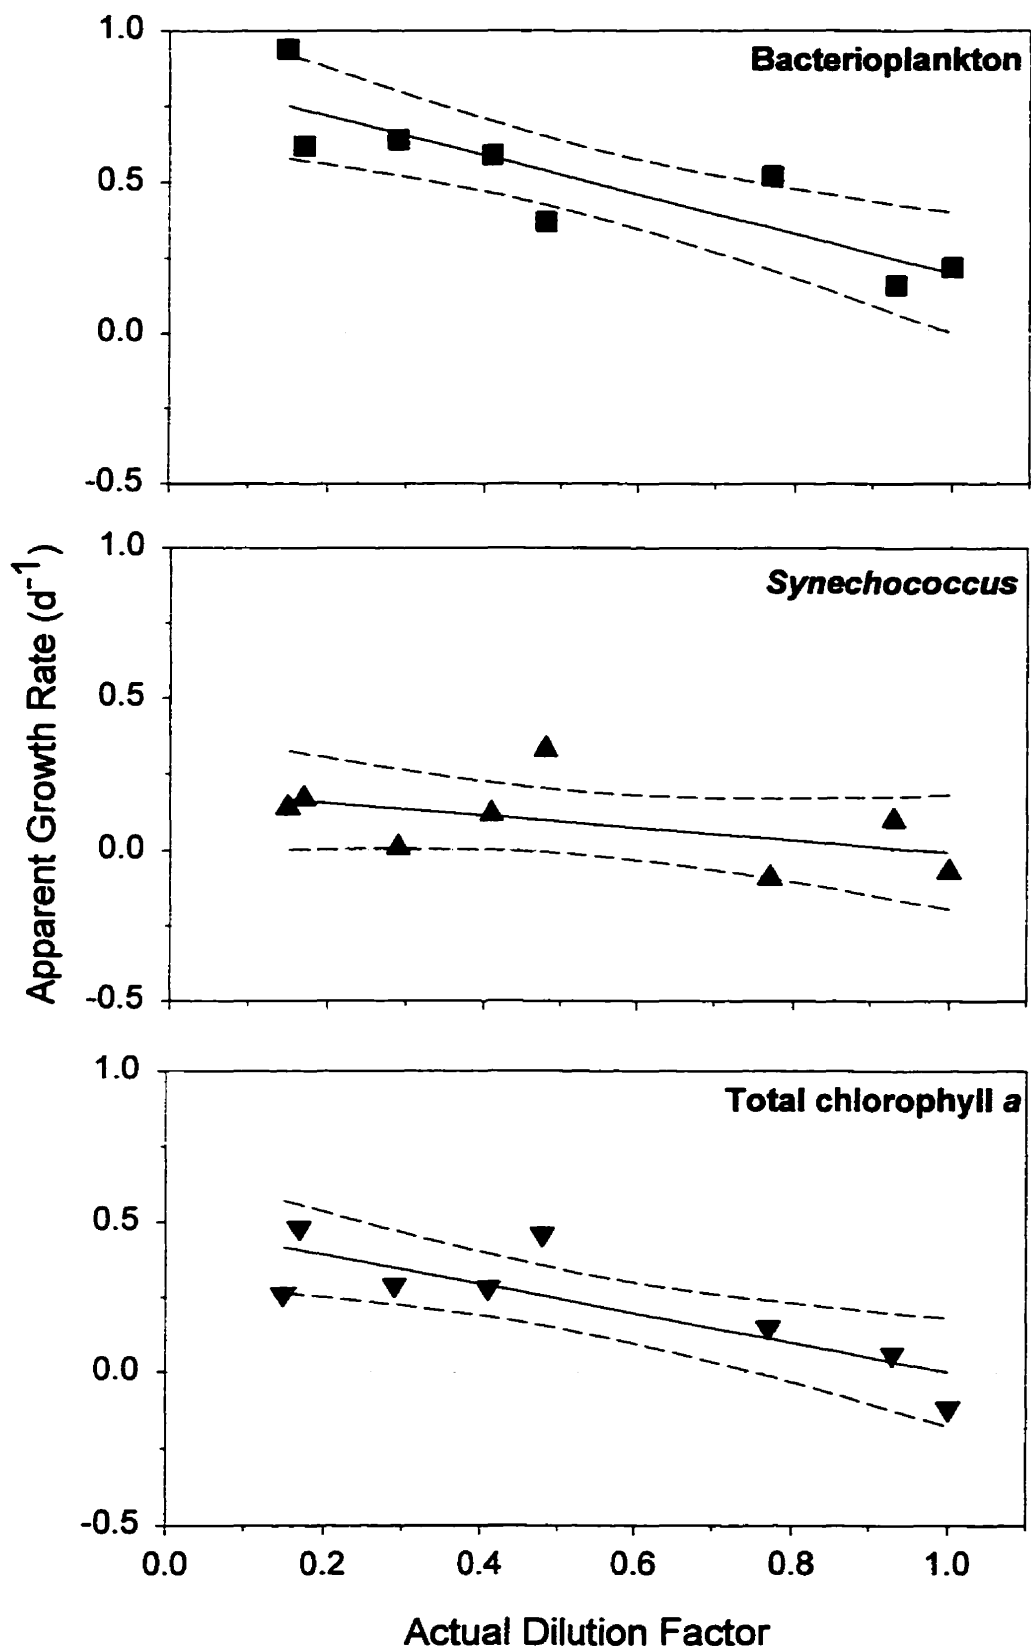 1.0
Bacterioplankton
0.5
0.0
-0.5
1.0
Synechococcus
0.5
0.0
-0.5
Apparent Growth Rate (d⁻¹)
1.0
Total chlorophyll a
0.5
0.0
-0.5
0.0 0.2 0.4 0.6 0.8 1.0
Actual Dilution Factor